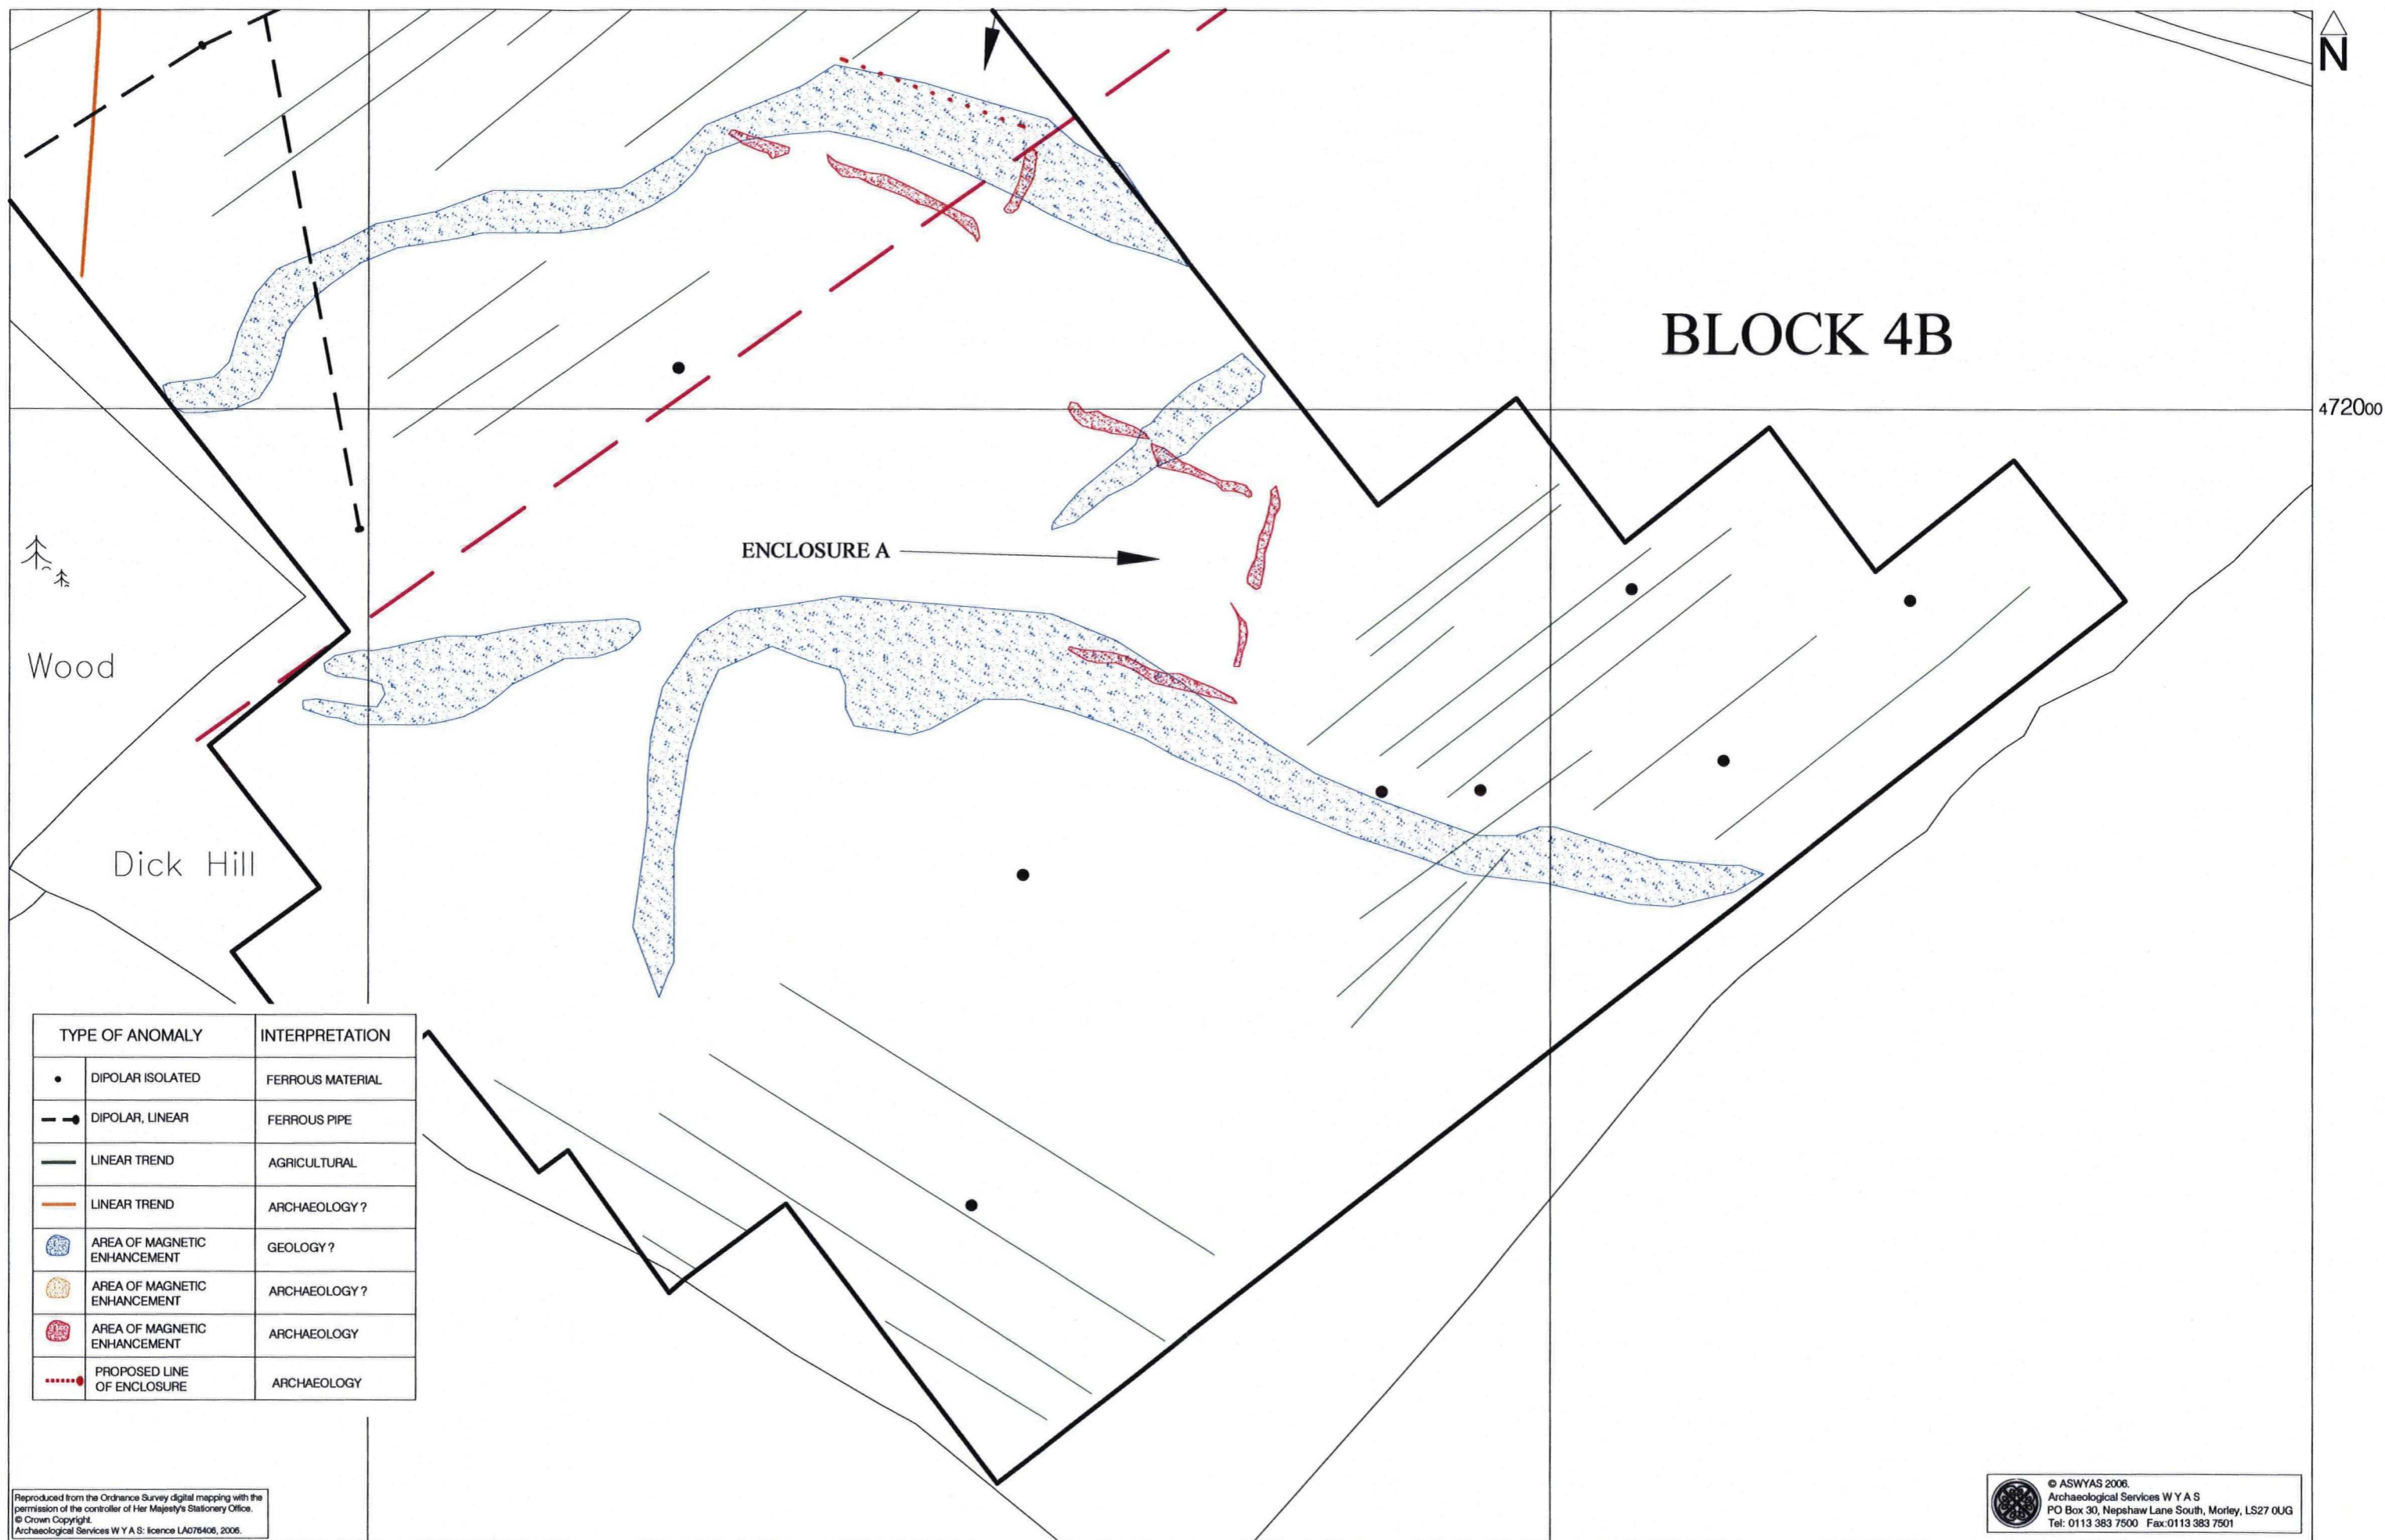 N
BLOCK 4B
472000
ENCLOSURE A
Wood
Dick Hill
TYPE OF ANOMALY INTERPRETATION
DIPOLAR ISOLATED FERROUS MATERIAL
DIPOLAR, LINEAR FERROUS PIPE
LINEAR TREND AGRICULTURAL
LINEAR TREND ARCHAEOLOGY?
AREA OF MAGNETIC
ENHANCEMENT
GEOLOGY?
AREA OF MAGNETIC
ENHANCEMENT
ARCHAEOLOGY?
AREA OF MAGNETIC
ENHANCEMENT
ARCHAEOLOGY
PROPOSED LINE
OF ENCLOSURE
ARCHAEOLOGY
Reproduced from the Ordnance Survey digital mapping with the
permission of the controller of Her Majesty's Stationery Office.
© Crown Copyright.
Archaeological Services W Y A S: licence LA076406, 2006.
© ASWYAS 2006.
Archaeological Services W Y A S
PO Box 30, Nepshaw Lane South, Morley, LS27 0UG
Tel: 0113 383 7500 Fax:0113 383 7501